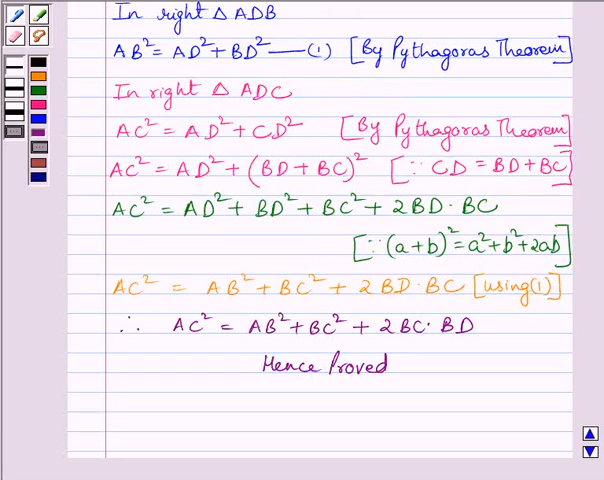 In right △ ADB
AB² = AD² + BD² —— (1) [By Pythagoras Theorem]
In right △ ADC
AC² = AD² + CD² [By Pythagoras Theorem]
AC² = AD² + (BD + BC)² [∵ CD = BD + BC]
AC² = AD² + BD² + BC² + 2BD · BC
[∵ (a+b)² = a² + b² + 2ab]
AC² = AB² + BC² + 2BD · BC [using(1)]
∴ AC² = AB² + BC² + 2BC · BD
Hence Proved